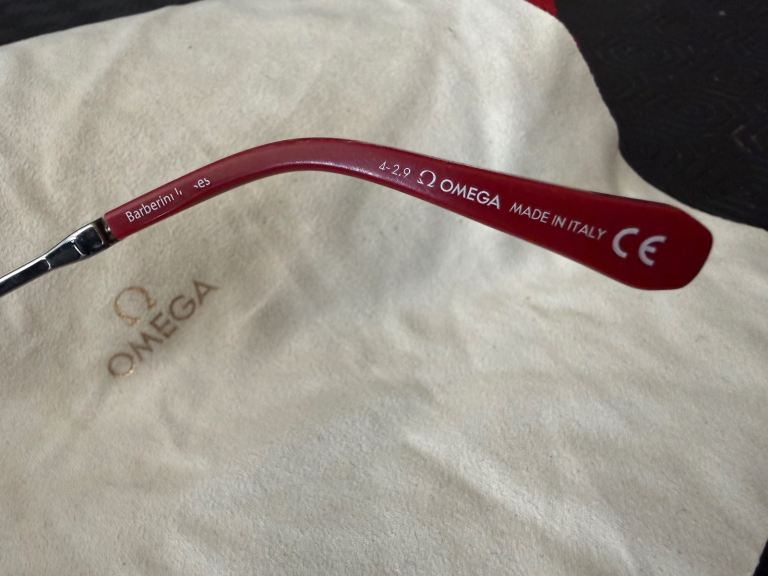 Barberini
4-2.9 Ω OMEGA MADE IN ITALY CE
Ω
OMEGA